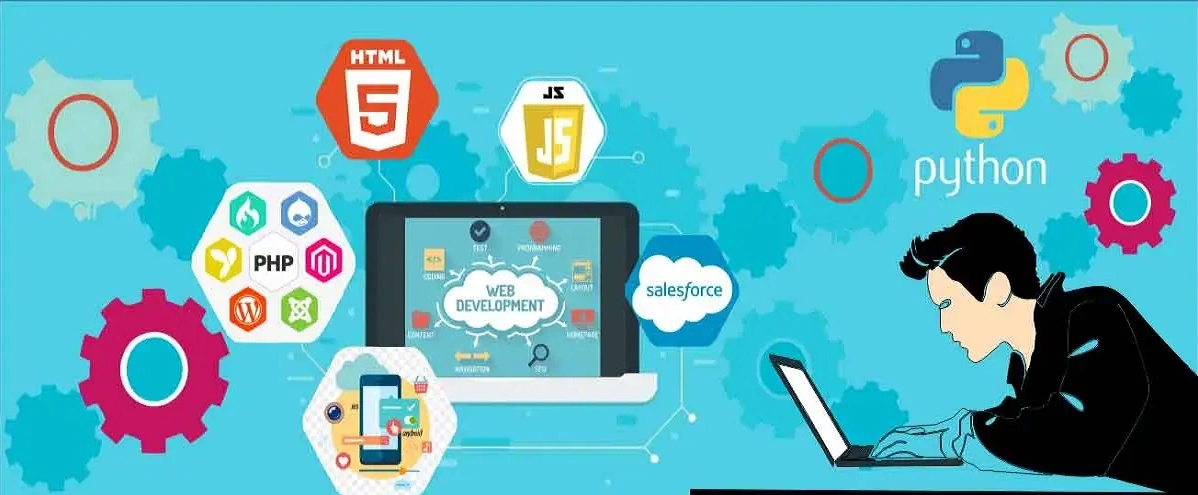 HTML
5
JS
JS
python
PHP
TEST
PROGRAMMING
CODING
LAYOUT
WEB
DEVELOPMENT
CONTENT
HOMEPAGE
NAVIGATION
SEO
salesforce